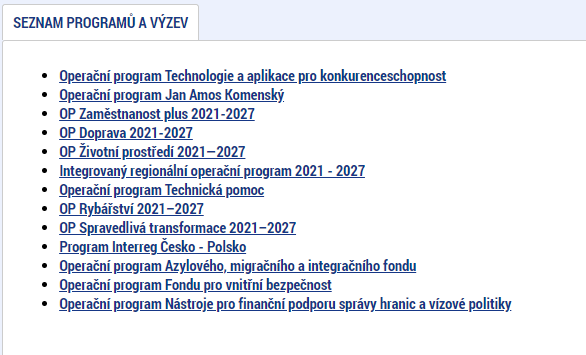 SEZNAM PROGRAMŮ A VÝZEV
Operační program Technologie a aplikace pro konkurenceschopnost
Operační program Jan Amos Komenský
OP Zaměstnanost plus 2021-2027
OP Doprava 2021-2027
OP Životní prostředí 2021—2027
Integrovaný regionální operační program 2021 - 2027
Operační program Technická pomoc
OP Rybářství 2021–2027
OP Spravedlivá transformace 2021–2027
Program Interreg Česko - Polsko
Operační program Azylového, migračního a integračního fondu
Operační program Fondu pro vnitřní bezpečnost
Operační program Nástroje pro finanční podporu správy hranic a vízové politiky